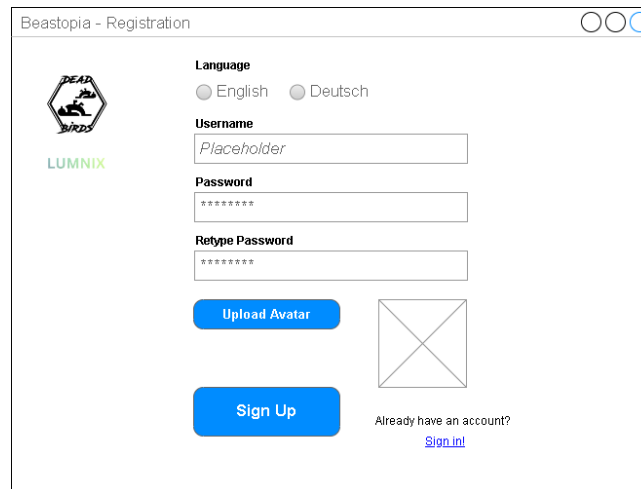 Beastopia - Registration
DEAD
BIRDS
LUMNIX
Language
English Deutsch
Username
Placeholder
Password
********
Retype Password
********
Upload Avatar
Sign Up
Already have an account?
Sign in!